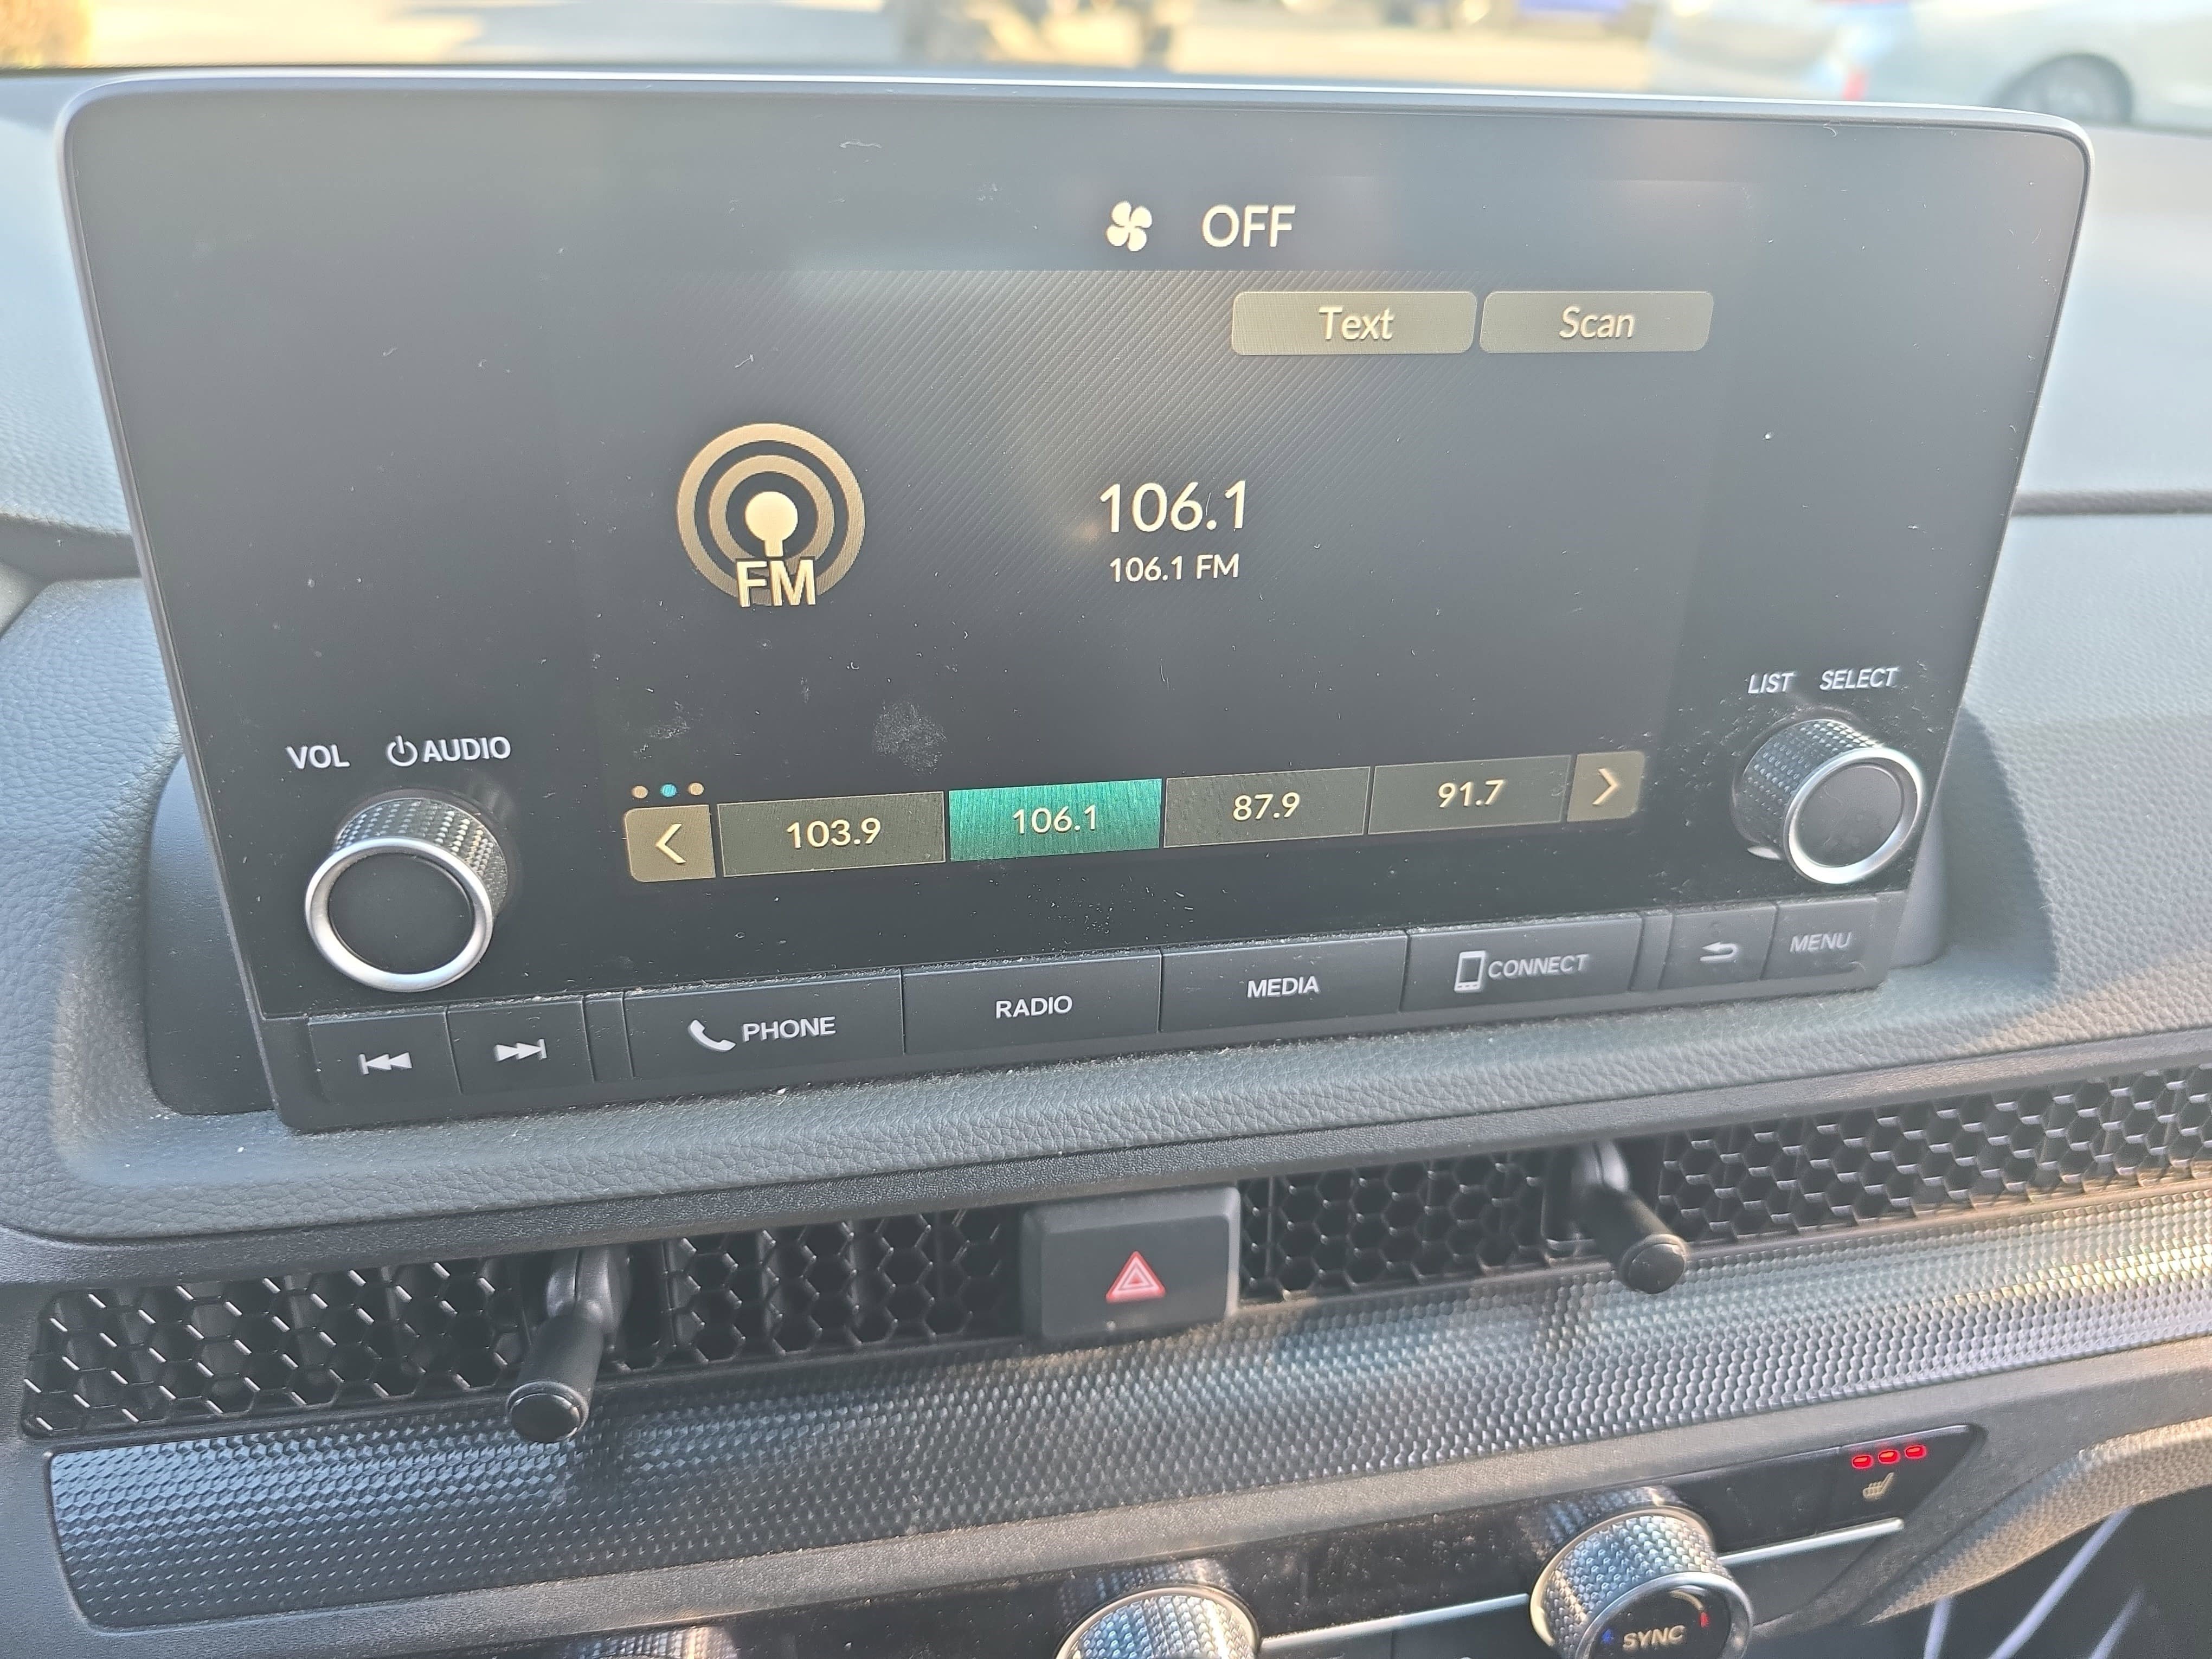 OFF
Text Scan
106.1
106.1 FM
FM
LIST SELECT
VOL AUDIO
103.9 106.1 87.9 91.7
PHONE RADIO MEDIA CONNECT MENU
SYNC